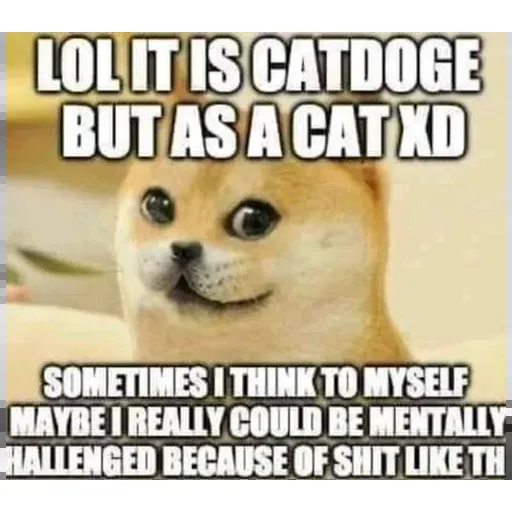 LOL IT IS CATDOGE
BUT AS A CAT XD
SOMETIMES I THINK TO MYSELF
MAYBE I REALLY COULD BE MENTALLY
HALLENGED BECAUSE OF SHIT LIKE TH